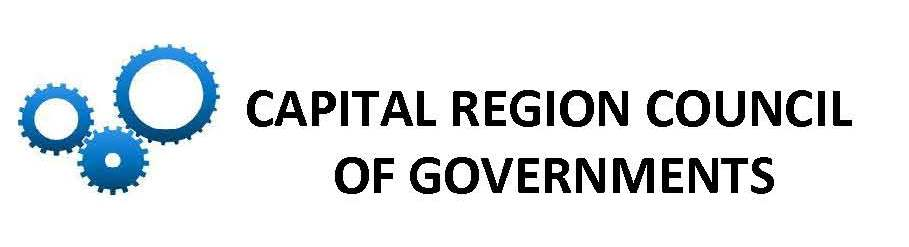 CAPITAL REGION COUNCIL
OF GOVERNMENTS